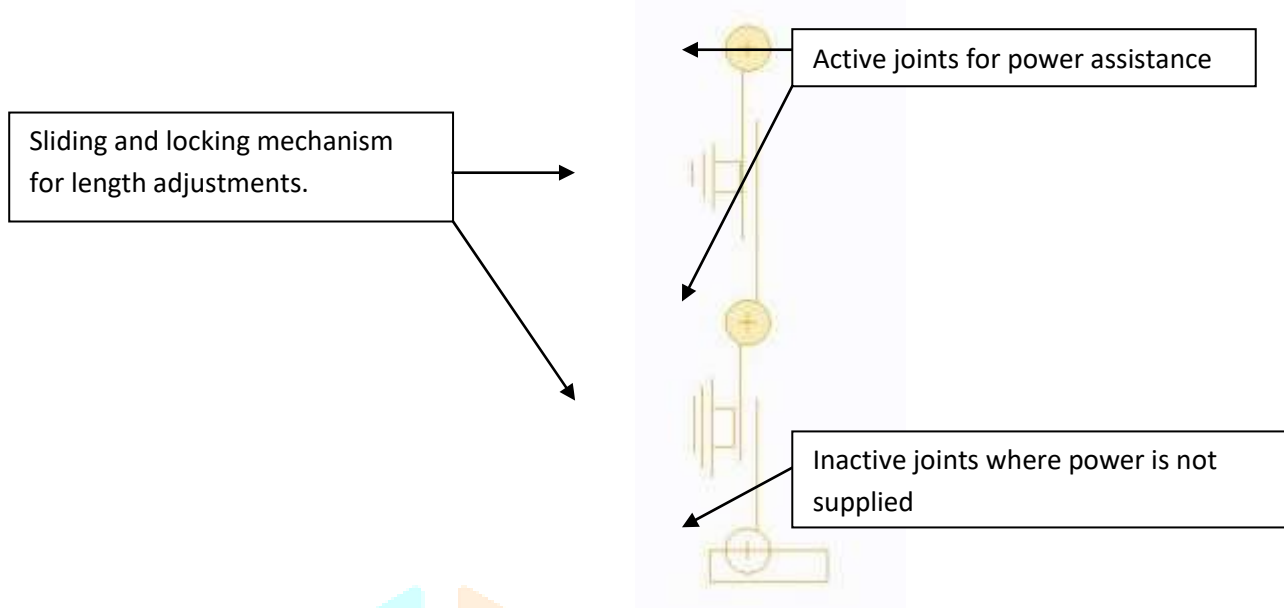 Active joints for power assistance
Sliding and locking mechanism
for length adjustments.
Inactive joints where power is not
supplied